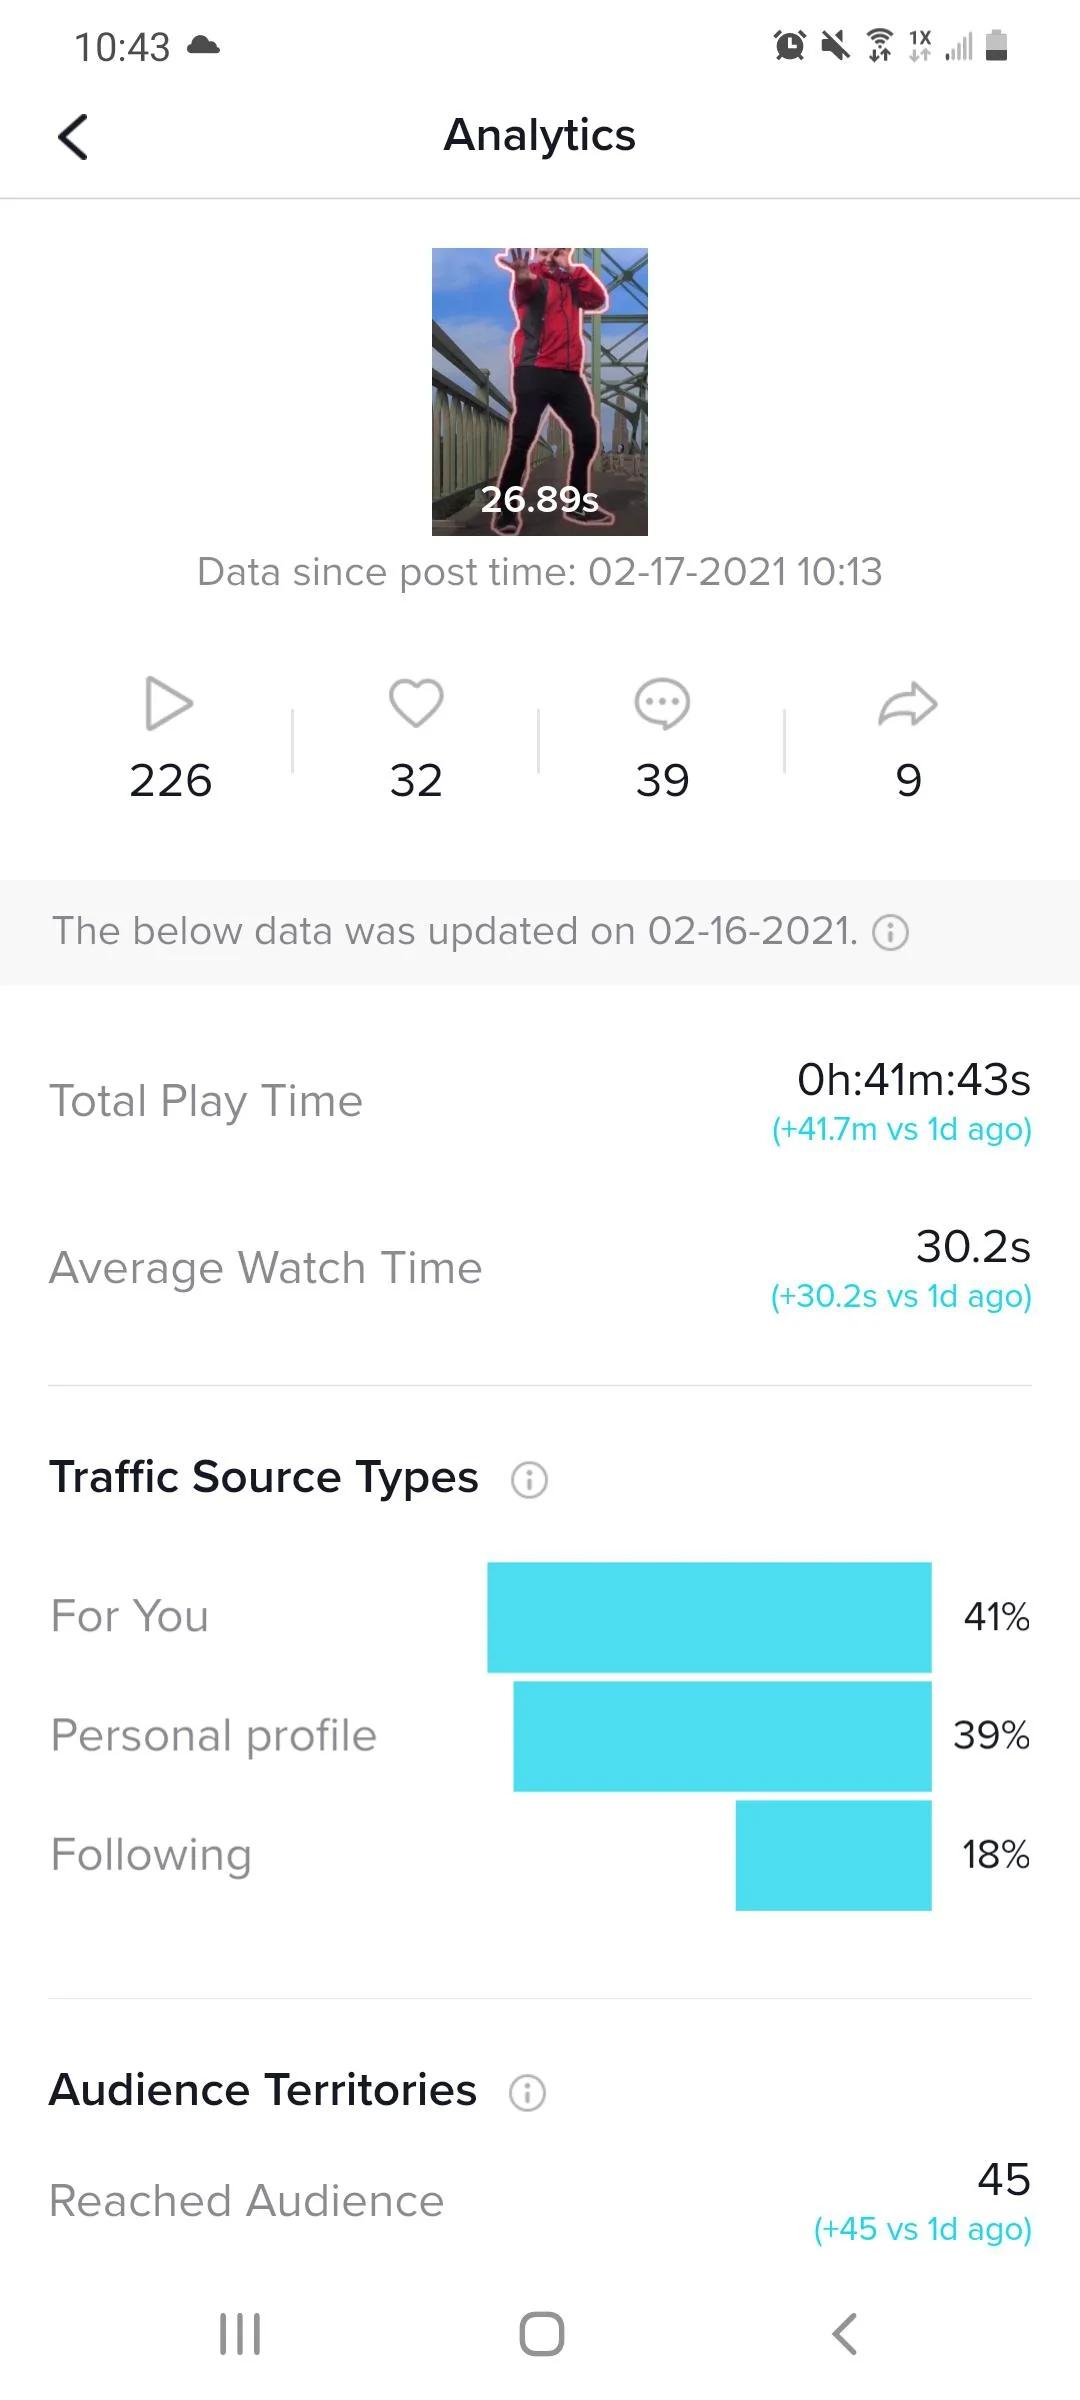 10:43
1X
Analytics
26.89s
Data since post time: 02-17-2021 10:13
226
32
39
9
The below data was updated on 02-16-2021.
Total Play Time
0h:41m:43s
(+41.7m vs 1d ago)
Average Watch Time
30.2s
(+30.2s vs 1d ago)
Traffic Source Types
For You
41%
Personal profile
39%
Following
18%
Audience Territories
Reached Audience
45
(+45 vs 1d ago)